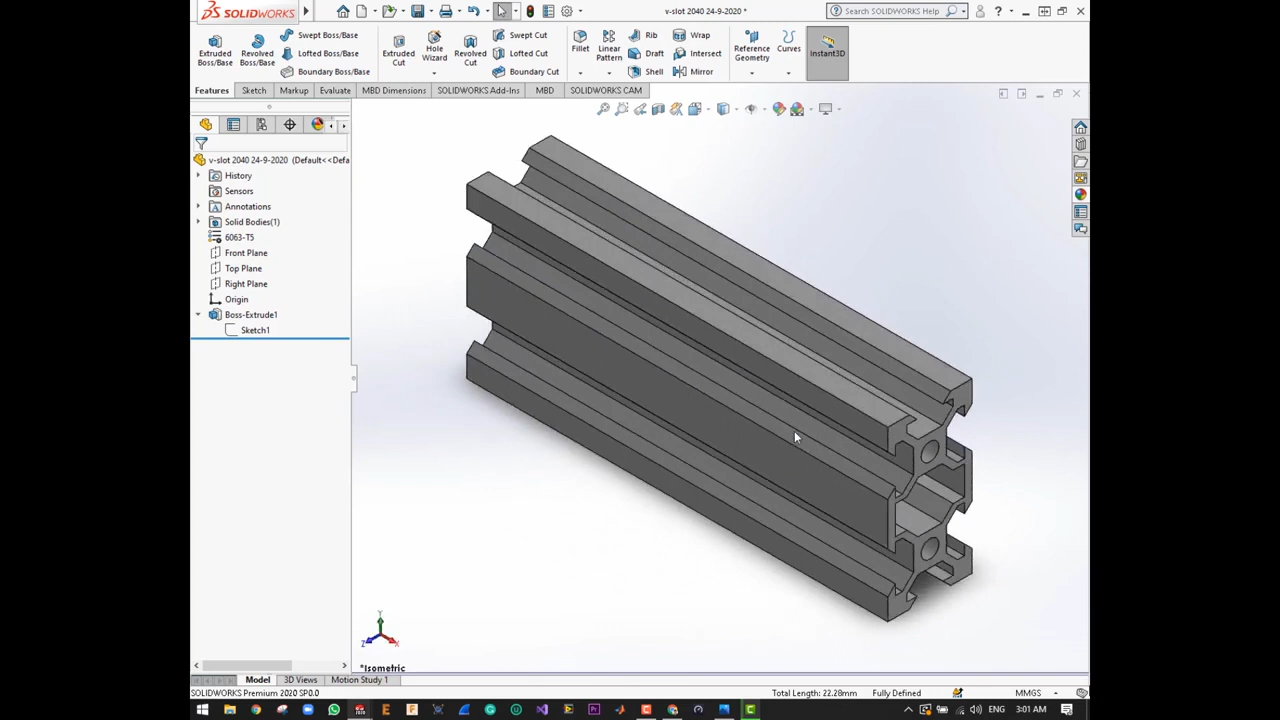 SOLIDWORKS
v-slot 2040 24-9-2020 *
Search SOLIDWORKS Help
Extruded Boss/Base
Revolved Boss/Base
Swept Boss/Base
Lofted Boss/Base
Boundary Boss/Base
Extruded Cut
Hole Wizard
Revolved Cut
Swept Cut
Lofted Cut
Boundary Cut
Fillet
Linear Pattern
Rib
Draft
Shell
Wrap
Intersect
Mirror
Reference Geometry
Curves
Instant3D
Features
Sketch
Markup
Evaluate
MBD Dimensions
SOLIDWORKS Add-Ins
MBD
SOLIDWORKS CAM
v-slot 2040 24-9-2020 (Default<<Defa
History
Sensors
Annotations
Solid Bodies(1)
6063-T5
Front Plane
Top Plane
Right Plane
Origin
Boss-Extrude1
Sketch1
Y
Z
X
*Isometric
Model
3D Views
Motion Study 1
SOLIDWORKS Premium 2020 SP0.0
Total Length: 22.28mm
Fully Defined
MMGS
ENG
3:01 AM